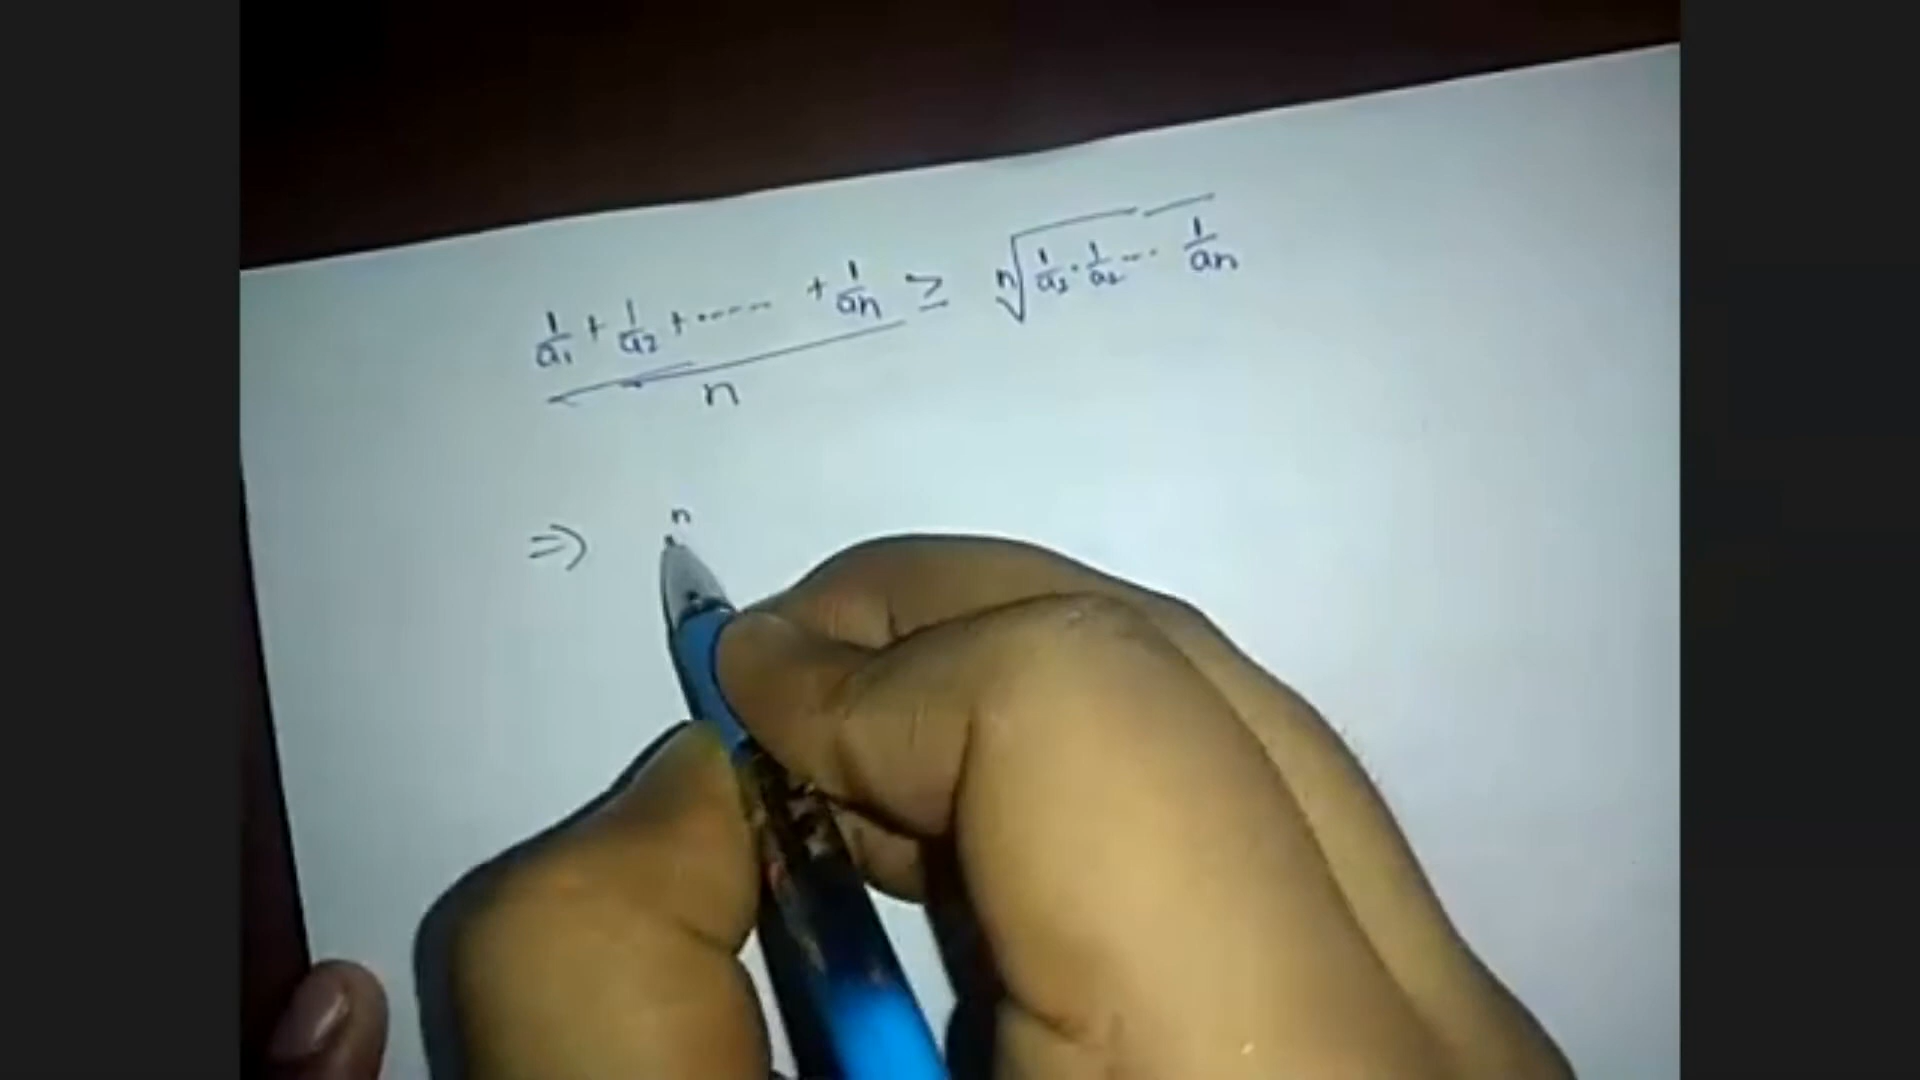 1/a₁ + 1/a₂ + ..... + 1/aₙ / n ≥ ⁿ√(1/a₁ · 1/a₂ ... 1/aₙ)
⇒ n